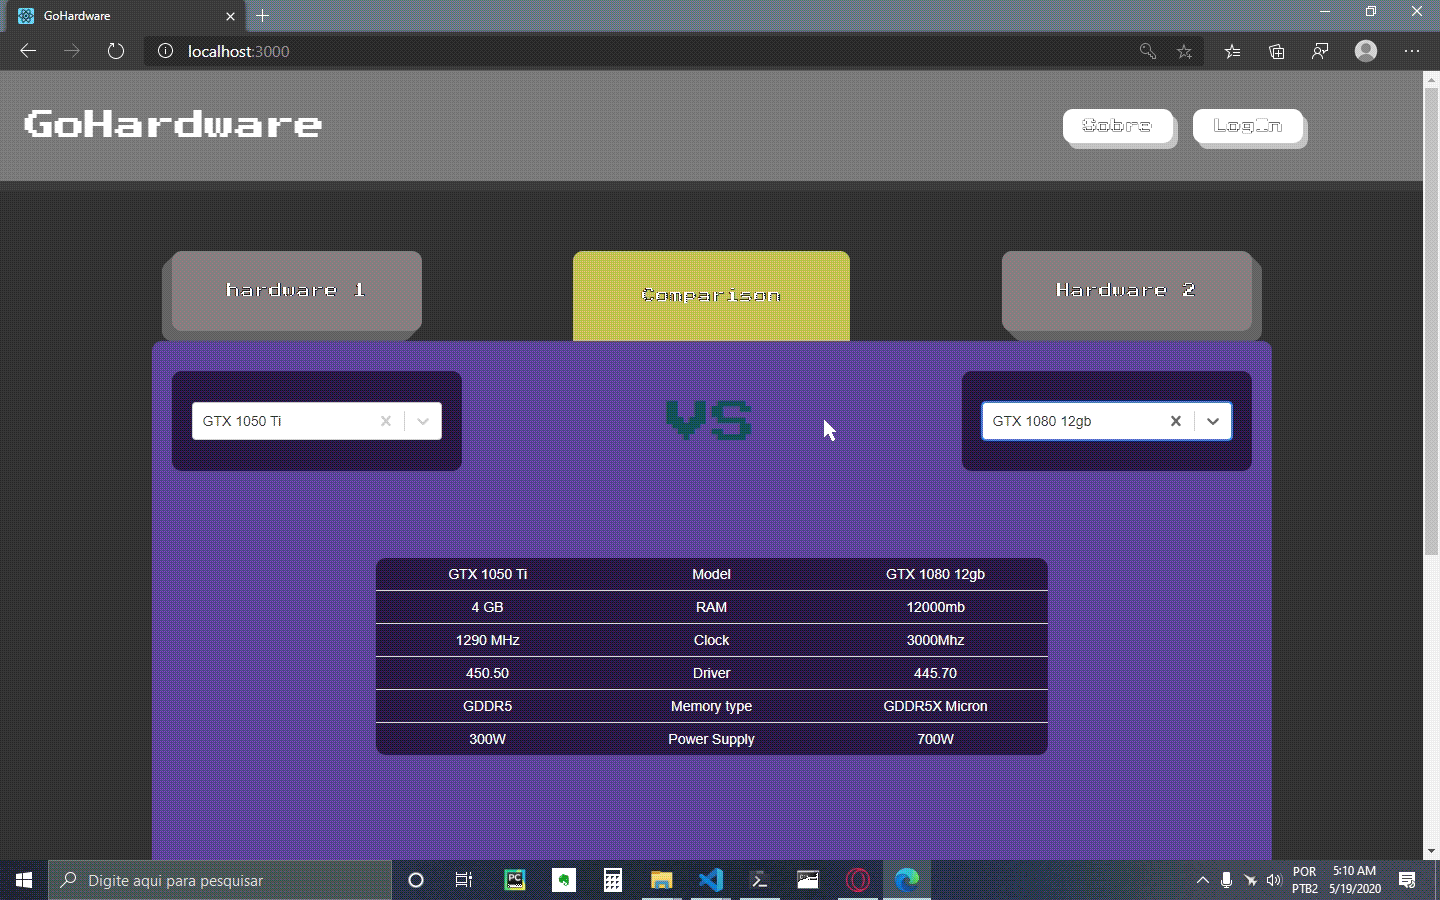 GoHardware
localhost:3000
GoHardware
Sobre
LogIn
hardware 1
Comparison
Hardware 2
GTX 1050 Ti
VS
GTX 1080 12gb
GTX 1050 Ti Model GTX 1080 12gb
4 GB RAM 12000mb
1290 MHz Clock 3000Mhz
450.50 Driver 445.70
GDDR5 Memory type GDDR5X Micron
300W Power Supply 700W
Digite aqui para pesquisar
PC
POR
PTB2
5:10 AM
5/19/2020